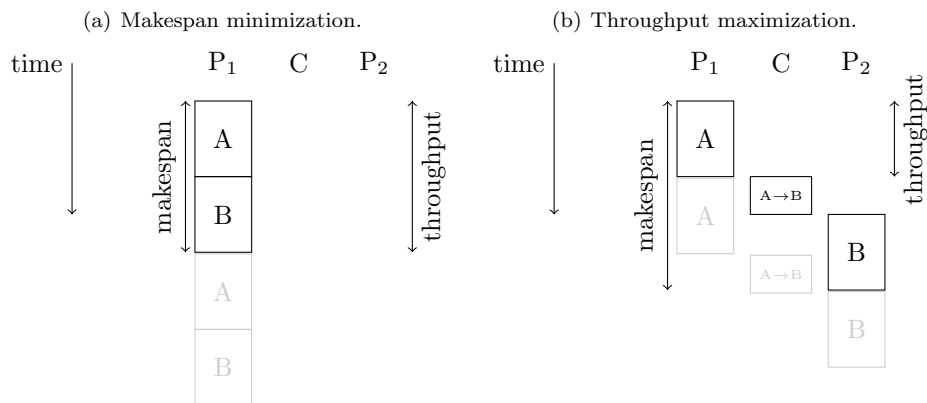 (a) Makespan minimization.
time P₁ C P₂
makespan
A
B
A
B
throughput
(b) Throughput maximization.
time P₁ C P₂
makespan
A
A
A→B
A→B
B
B
throughput